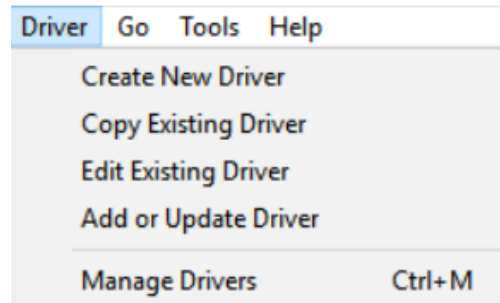 Driver Go Tools Help
Create New Driver
Copy Existing Driver
Edit Existing Driver
Add or Update Driver
Manage Drivers Ctrl+M